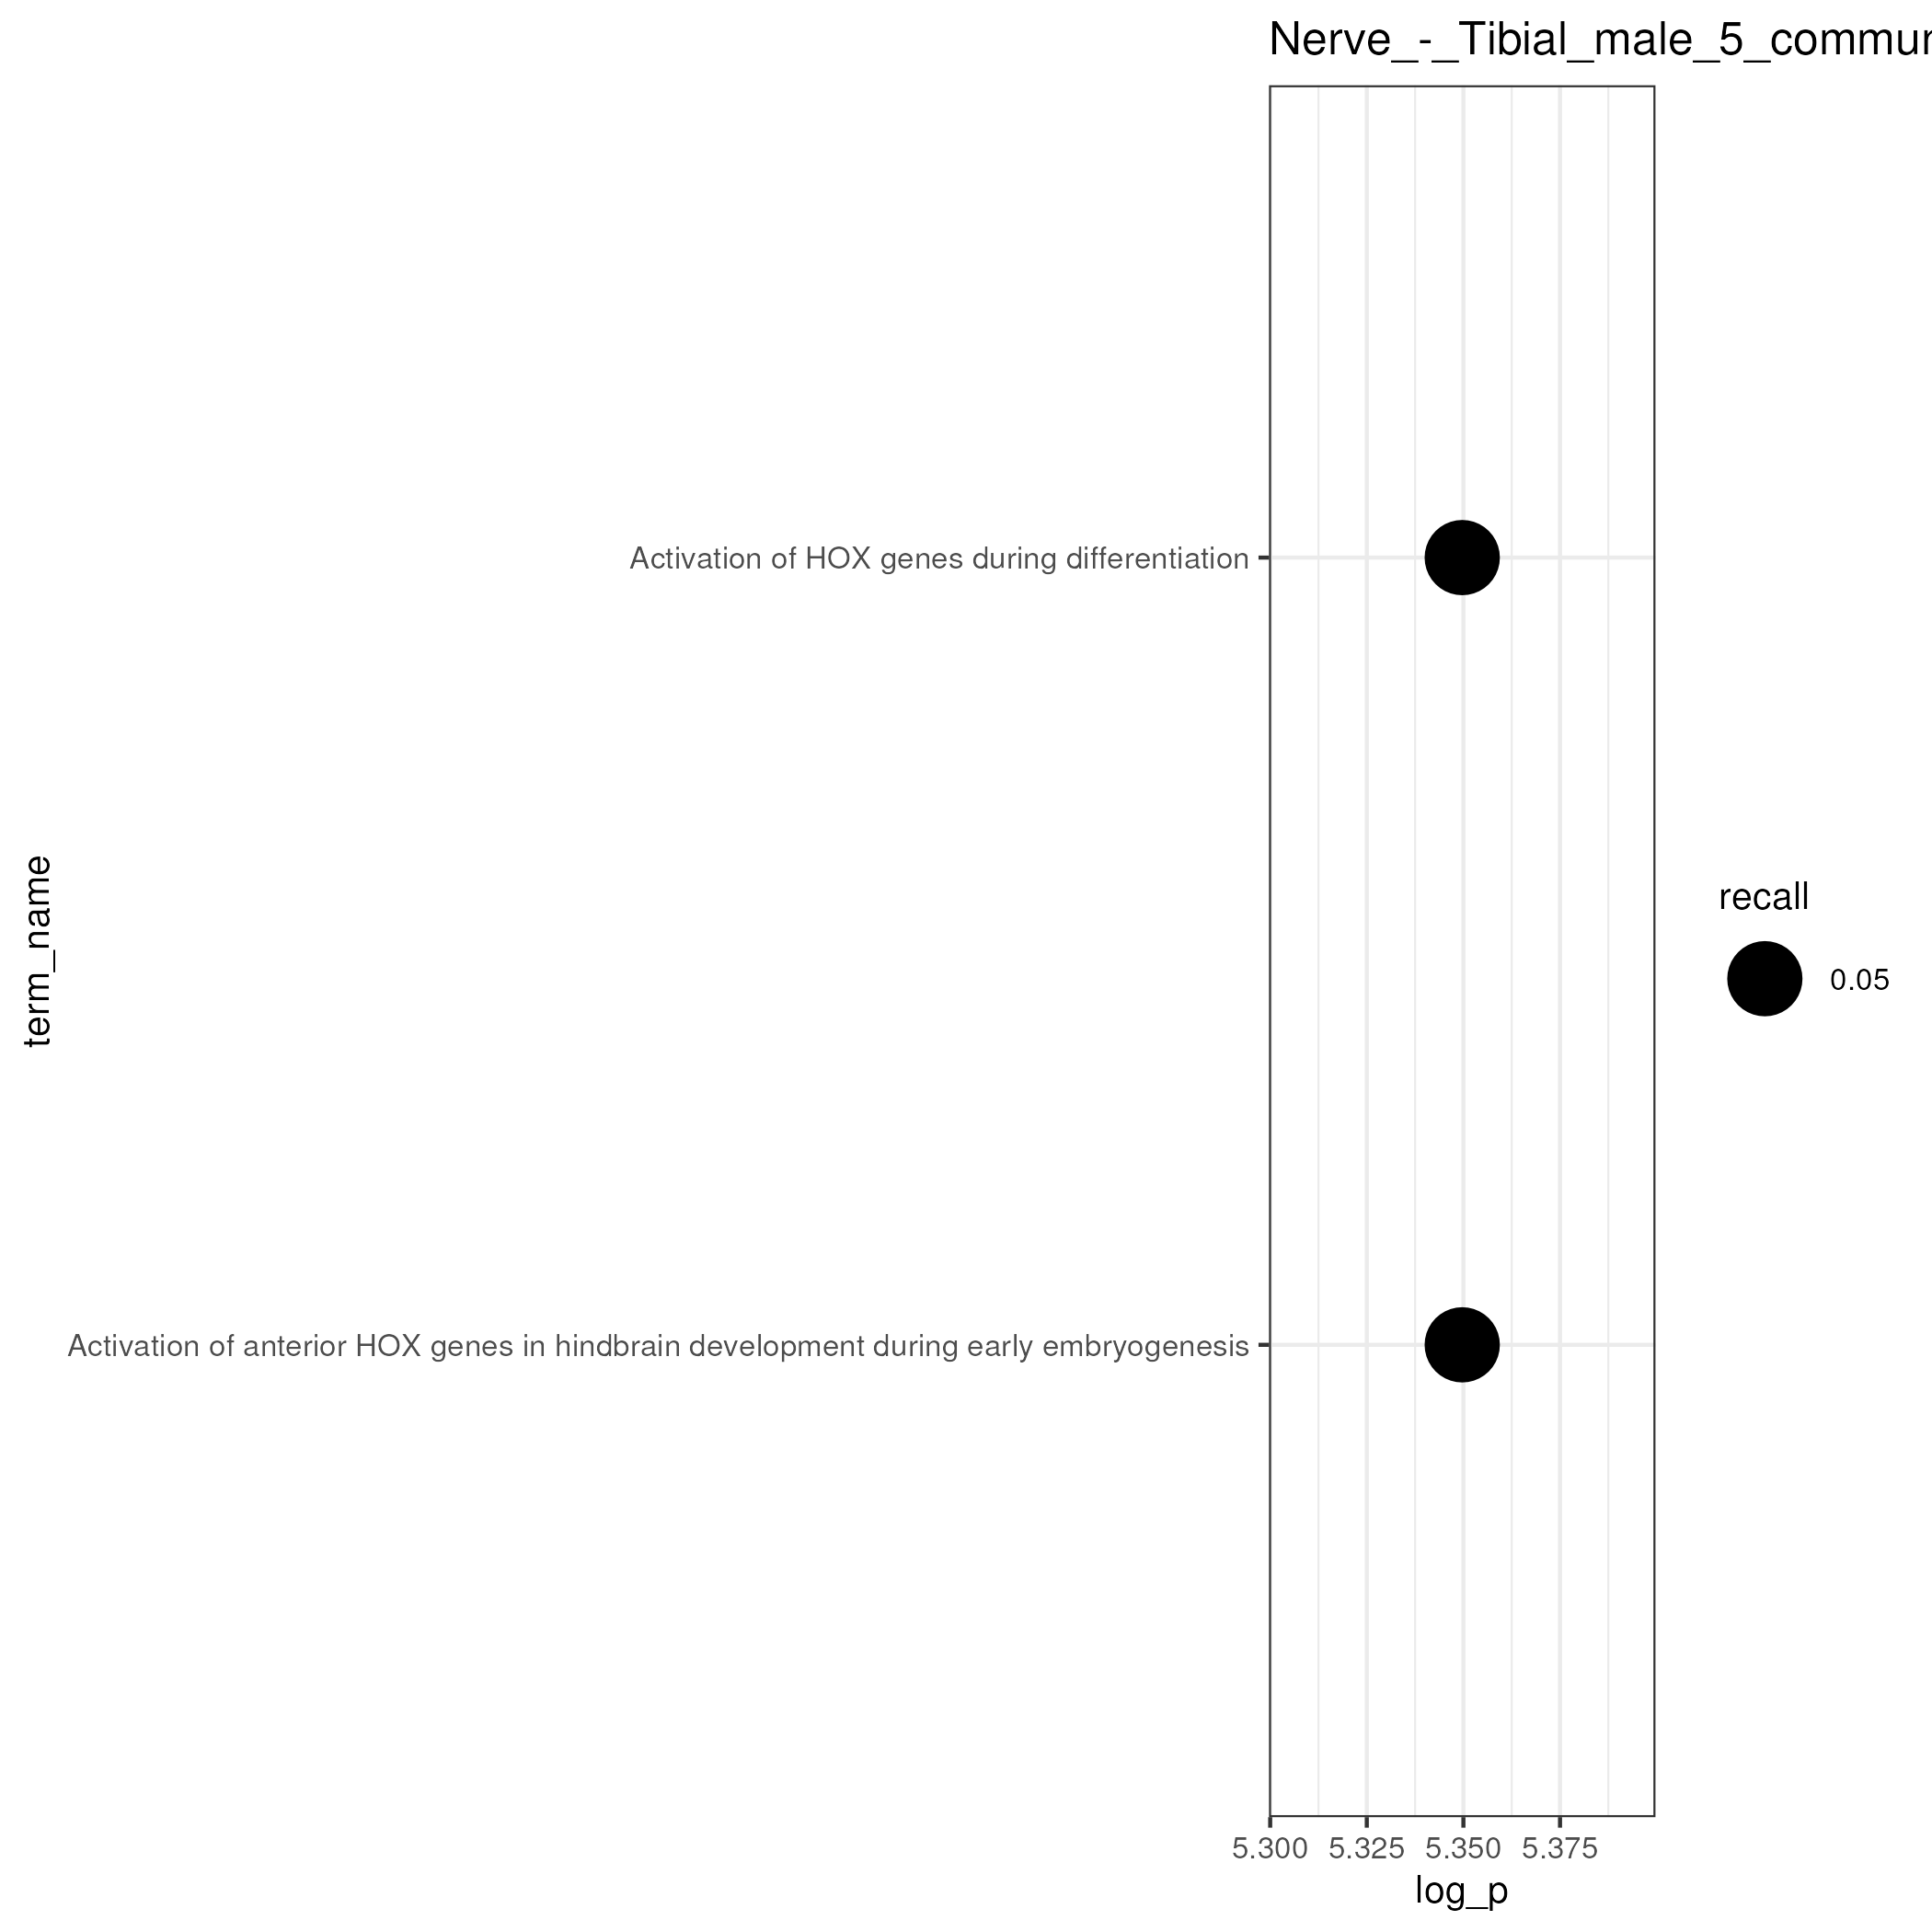 Nerve_-_Tibial_male_5_commu
Activation of HOX genes during differentiation
Activation of anterior HOX genes in hindbrain development during early embryogenesis
term_name
recall
0.05
5.300 5.325 5.350 5.375
log_p